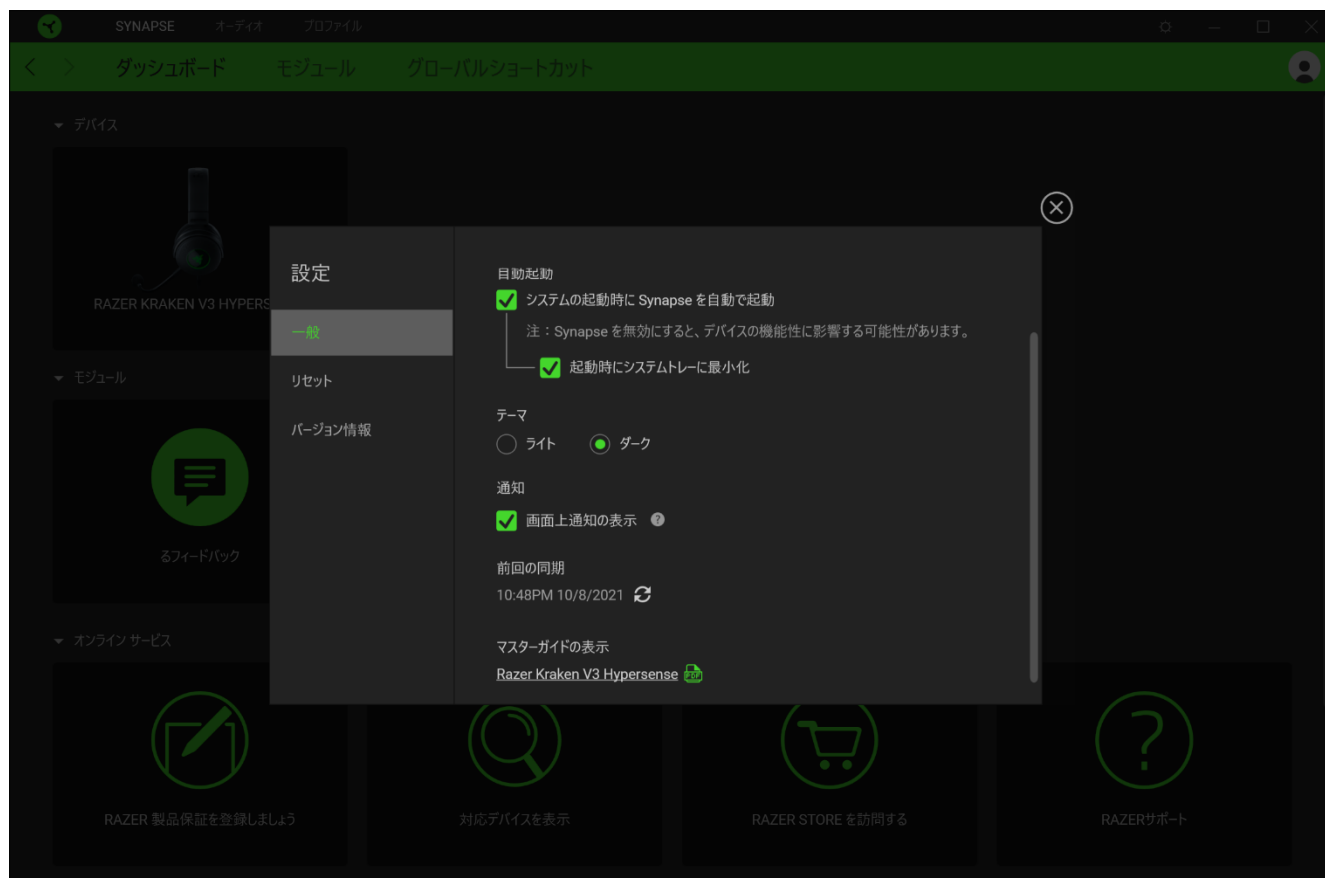 SYNAPSE オーディオ プロファイル
ダッシュボード モジュール グローバルショートカット
デバイス
RAZER KRAKEN V3 HYPERS
モジュール
るフィードバック
オンライン サービス
RAZER 製品保証を登録しましょう
対応デバイスを表示
RAZER STORE を訪問する
RAZERサポート
設定
一般
リセット
バージョン情報
自動起動
システムの起動時に Synapse を自動で起動
注：Synapse を無効にすると、デバイスの機能性に影響する可能性があります。
起動時にシステムトレーに最小化
テーマ
ライト ダーク
通知
画面上通知の表示 ?
前回の同期
10:48PM 10/8/2021
マスターガイドの表示
Razer Kraken V3 Hypersense PDF